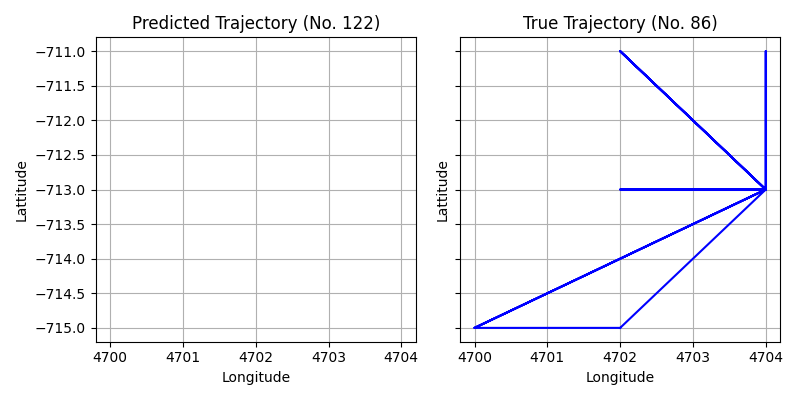 Predicted Trajectory (No. 122)
Lattitude
−711.0
−711.5
−712.0
−712.5
−713.0
−713.5
−714.0
−714.5
−715.0
4700 4701 4702 4703 4704
Longitude
True Trajectory (No. 86)
Lattitude
4700 4701 4702 4703 4704
Longitude